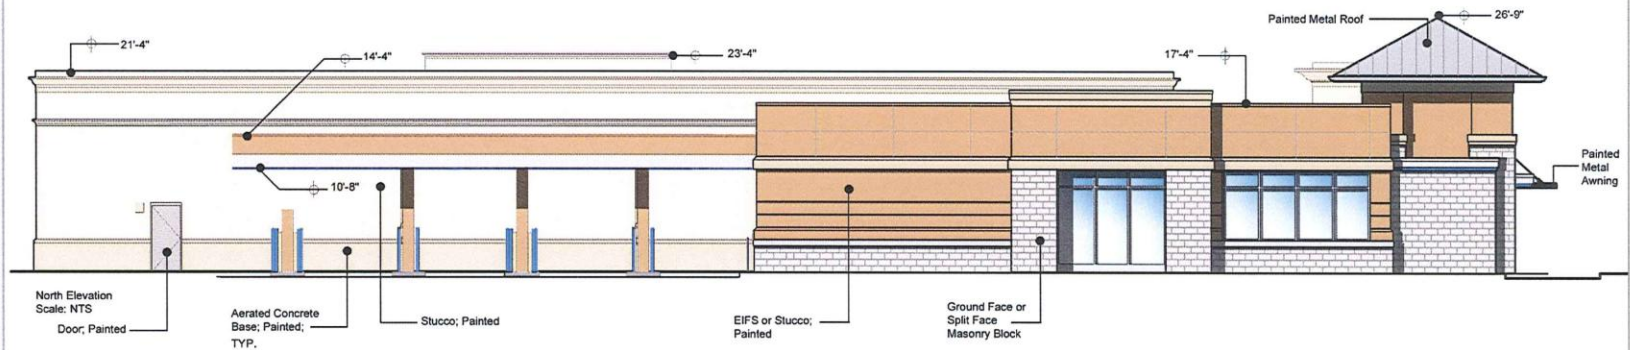 Painted Metal Roof
26'-9"
21'-4"
14'-4"
23'-4"
17'-4"
Painted
Metal
Awning
10'-8"
North Elevation
Scale: NTS
Door; Painted
Aerated Concrete
Base; Painted;
TYP.
Stucco; Painted
EIFS or Stucco;
Painted
Ground Face or
Split Face
Masonry Block